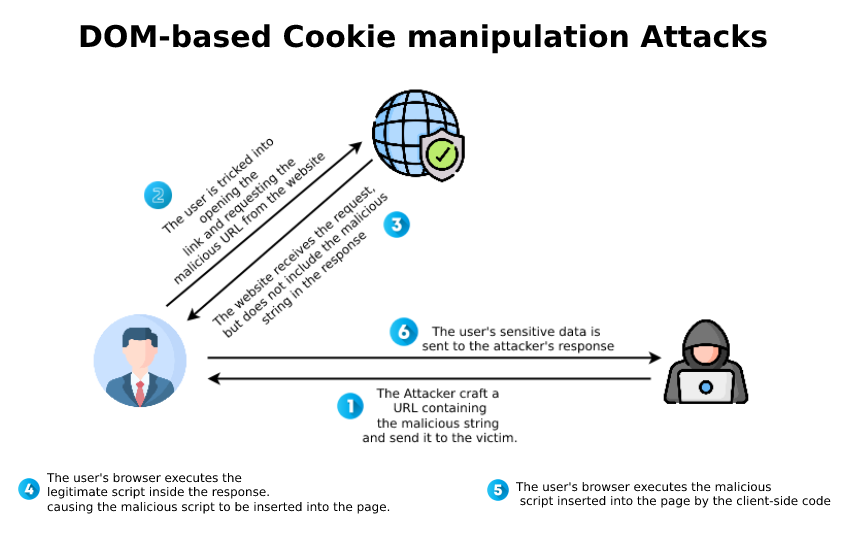 DOM-based Cookie manipulation Attacks
2
The user is tricked into
opening the
link and requesting the
malicious URL from the website
3
The website receives the request,
but does not include the malicious
string in the response
6
The user's sensitive data is
sent to the attacker's response
1
The Attacker craft a
URL containing
the malicious string
and send it to the victim.
4
The user's browser executes the
legitimate script inside the response.
causing the malicious script to be inserted into the page.
5
The user's browser executes the malicious
script inserted into the page by the client-side code